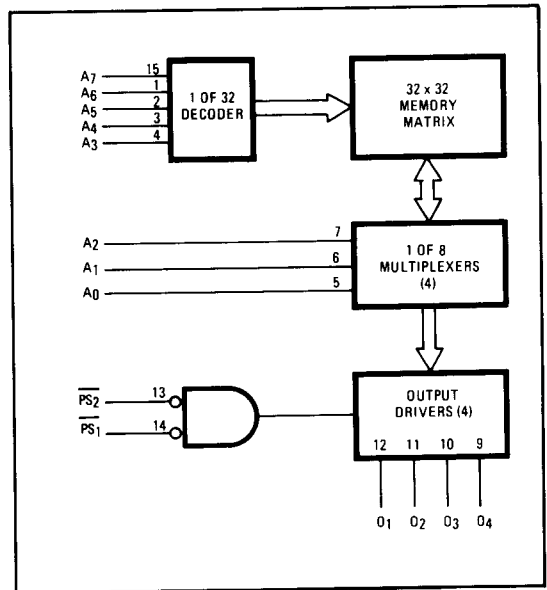 A7 15
A6 1
A5 2
A4 3
A3 4
1 OF 32
DECODER
32 x 32
MEMORY
MATRIX
A2 7
A1 6
A0 5
1 OF 8
MULTIPLEXERS
(4)
PS2 13
PS1 14
OUTPUT
DRIVERS (4)
12 11 10 9
O1 O2 O3 O4